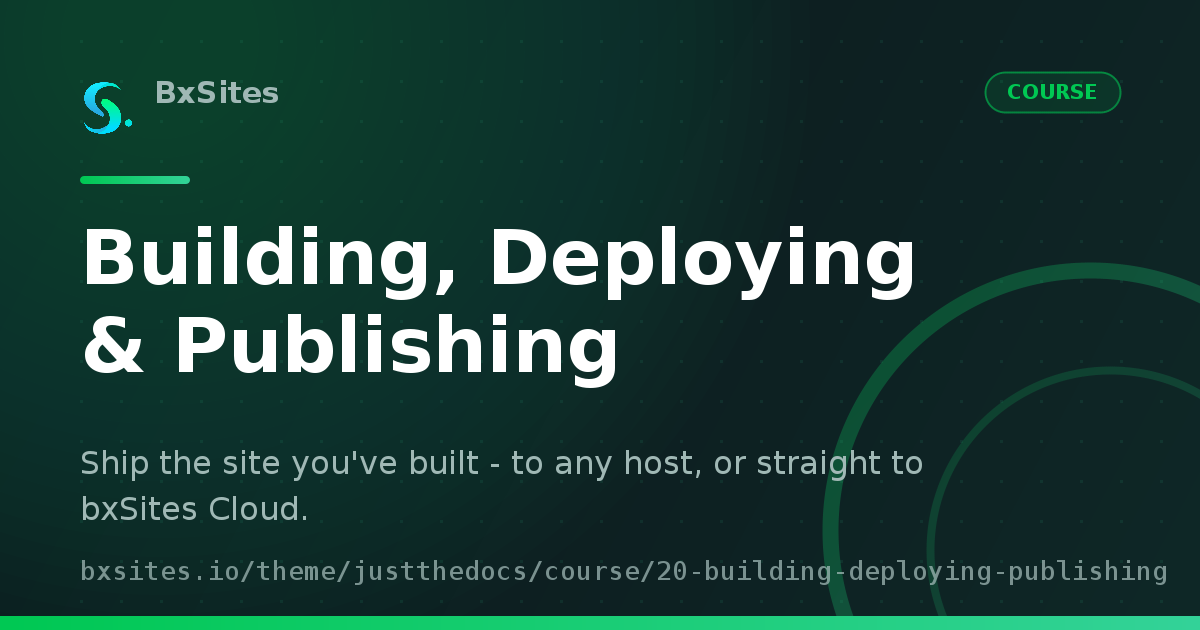 BxSites
COURSE
Building, Deploying
& Publishing
Ship the site you've built - to any host, or straight to
bxSites Cloud.
bxsites.io/theme/justthedocs/course/20-building-deploying-publishing